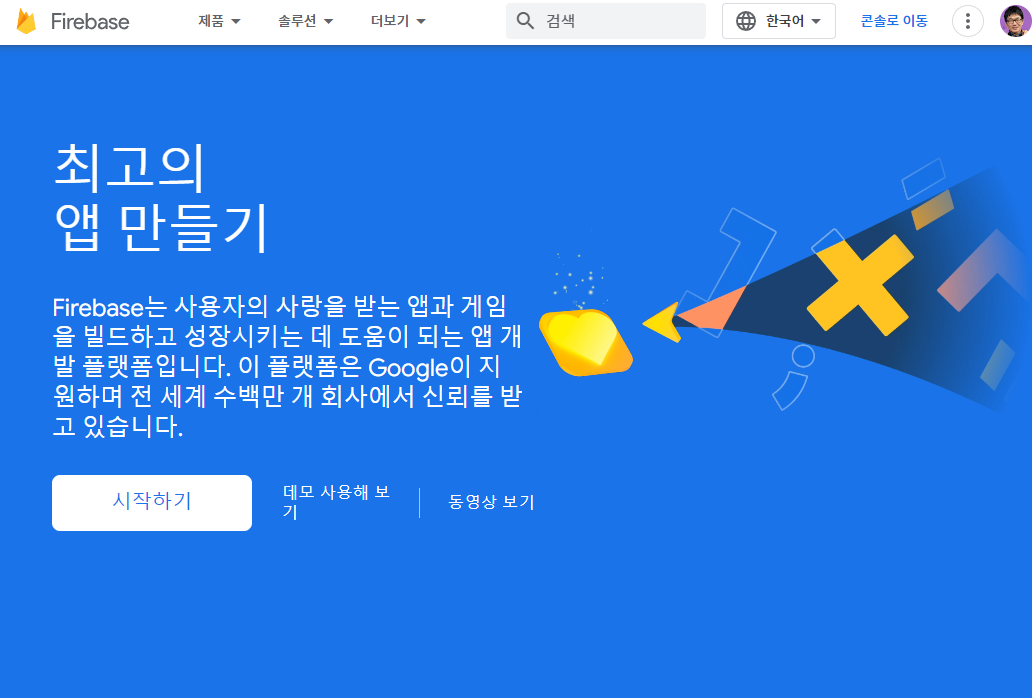 Firebase
제품
솔루션
더보기
검색
한국어
콘솔로 이동
최고의
앱 만들기
Firebase는 사용자의 사랑을 받는 앱과 게임
을 빌드하고 성장시키는 데 도움이 되는 앱 개
발 플랫폼입니다. 이 플랫폼은 Google이 지
원하며 전 세계 수백만 개 회사에서 신뢰를 받
고 있습니다.
시작하기
데모 사용해 보
기
동영상 보기